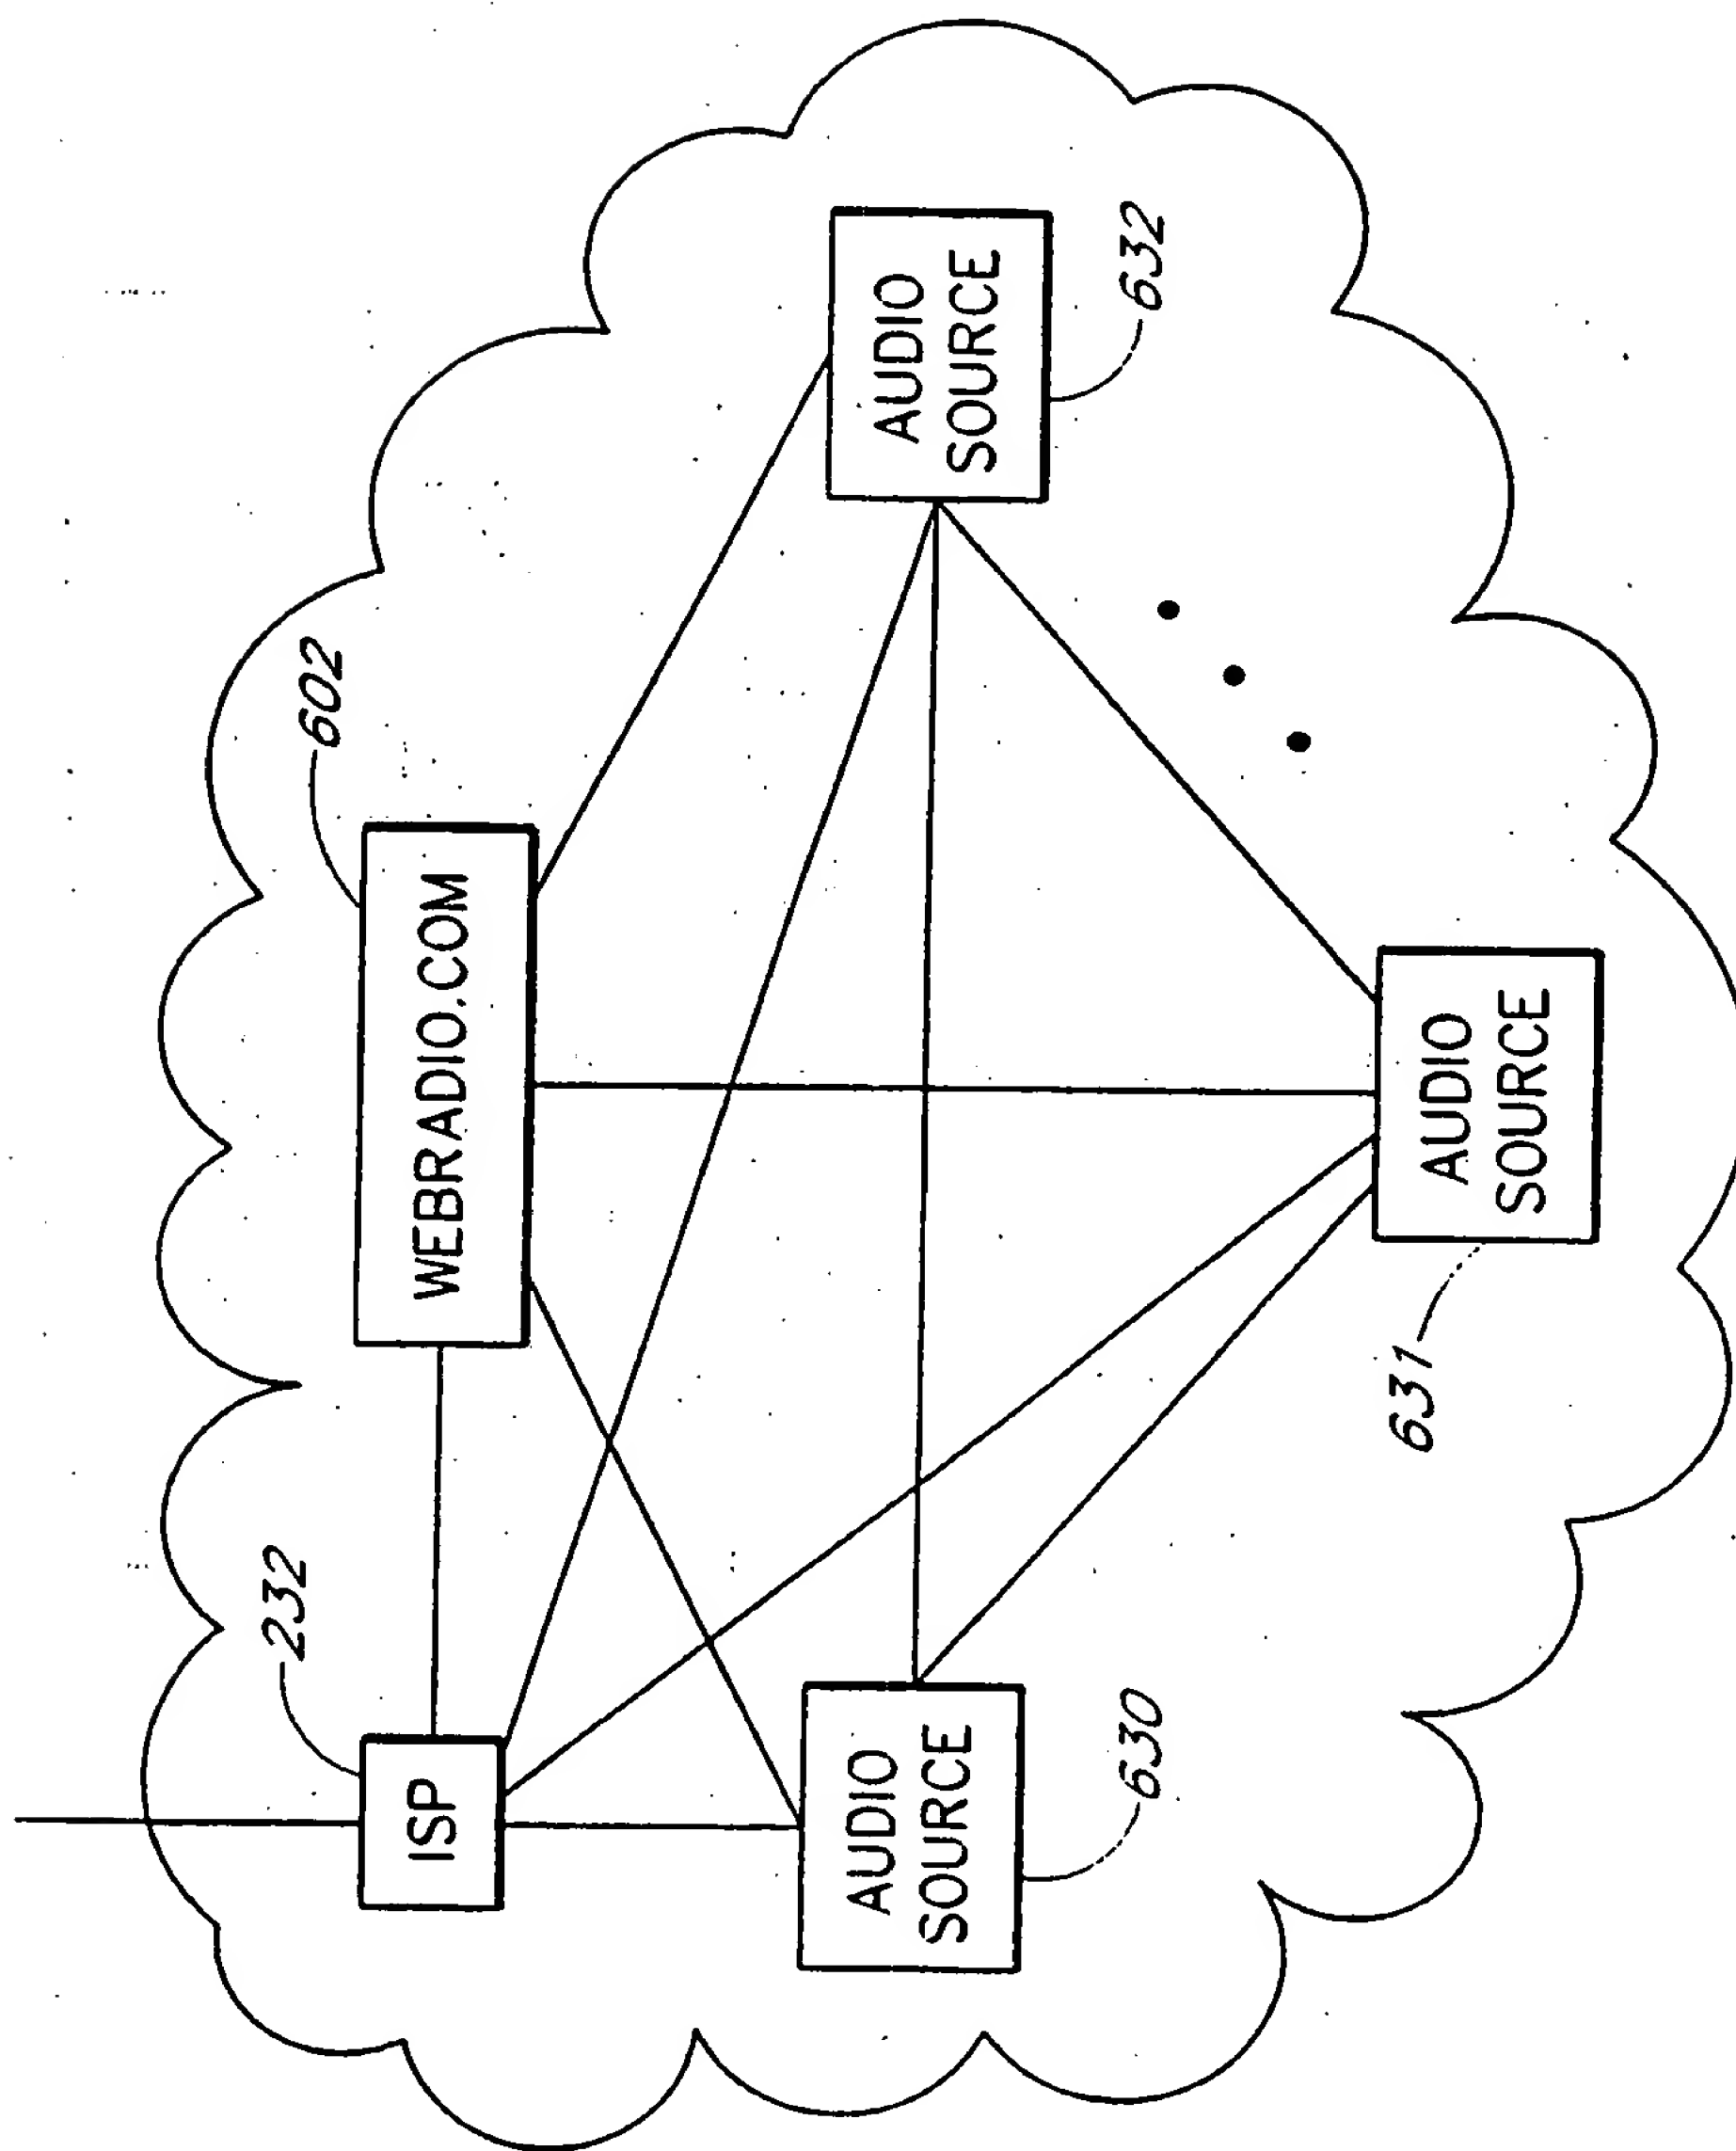 232
602
ISP
WEBRADIO.COM
AUDIO
SOURCE
630
AUDIO
SOURCE
632
631
AUDIO
SOURCE